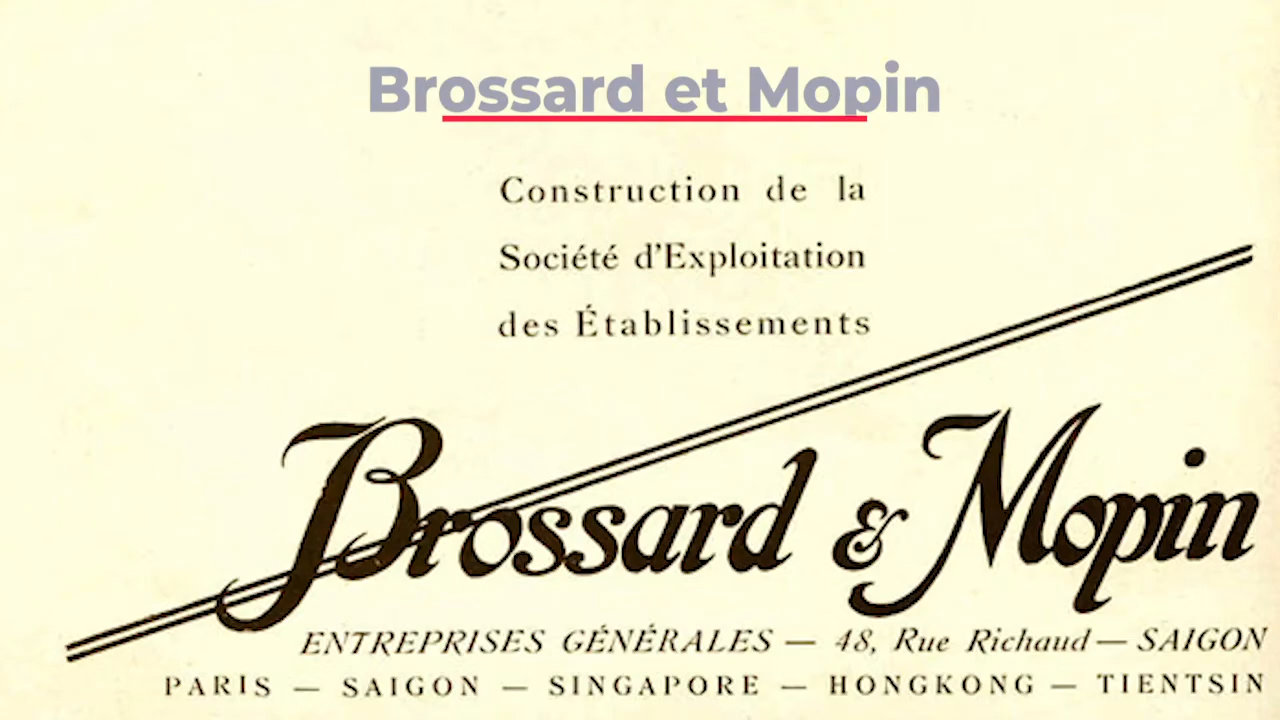 Brossard et Mopin
Construction de la
Société d'Exploitation
des Établissements
Brossard & Mopin
ENTREPRISES GÉNÉRALES — 48, Rue Richaud — SAIGON
PARIS — SAIGON — SINGAPORE — HONGKONG — TIENTSIN